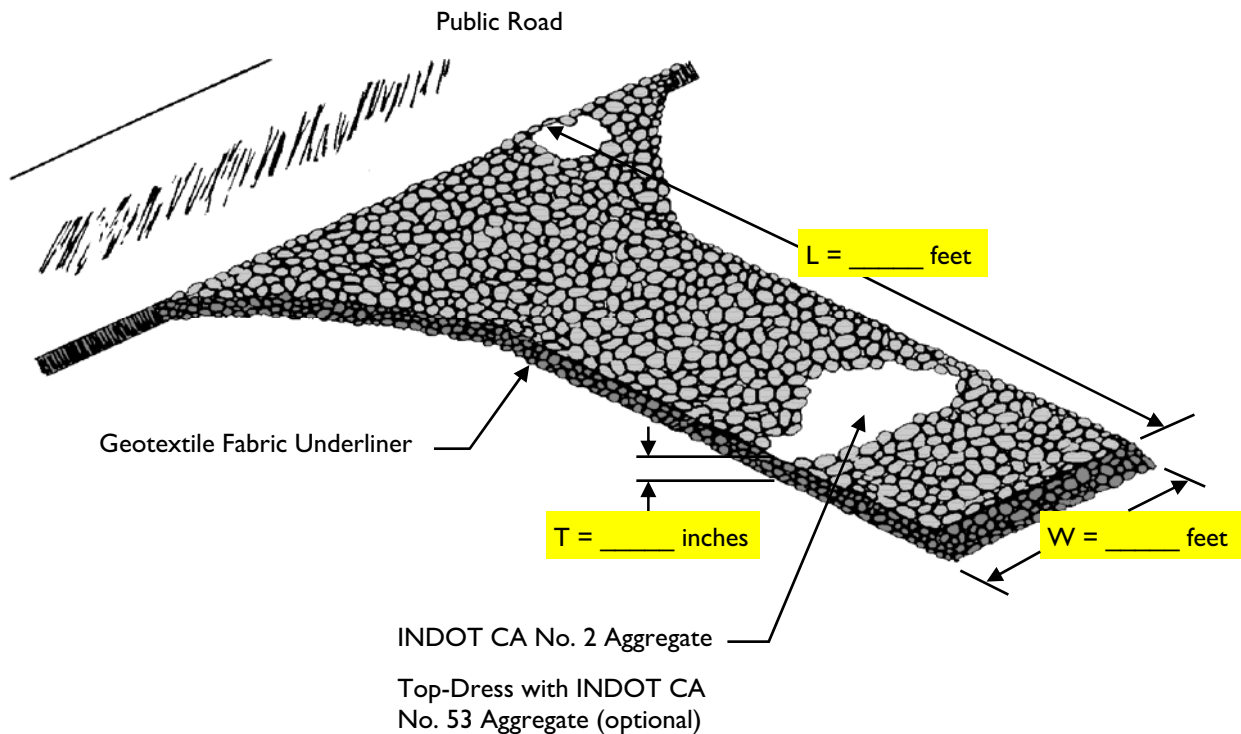 Public Road
L = _____ feet
Geotextile Fabric Underliner
T = _____ inches
W = _____ feet
INDOT CA No. 2 Aggregate
Top-Dress with INDOT CA
No. 53 Aggregate (optional)